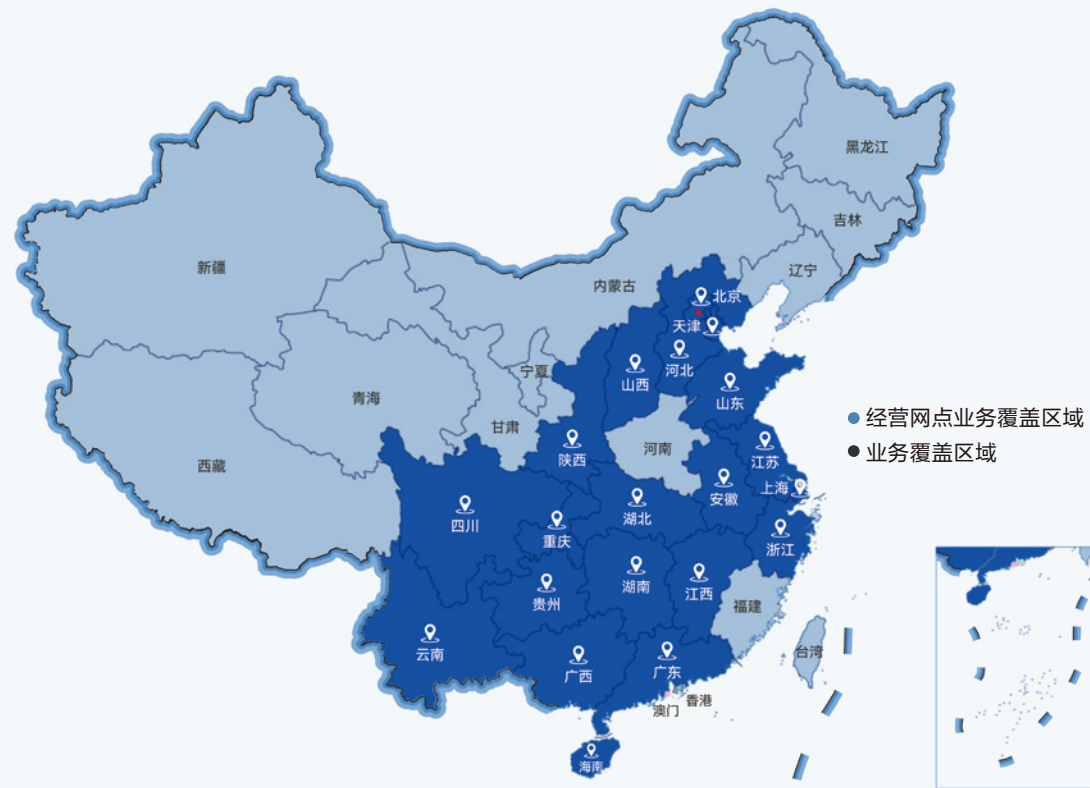 黑龙江
吉林
辽宁
新疆
内蒙古
北京
天津
宁夏
山西
河北
青海
山东
甘肃
河南
陕西
江苏
西藏
上海
安徽
四川
湖北
重庆
浙江
湖南
江西
贵州
福建
云南
台湾
广西
广东
香港
澳门
海南
经营网点业务覆盖区域
业务覆盖区域